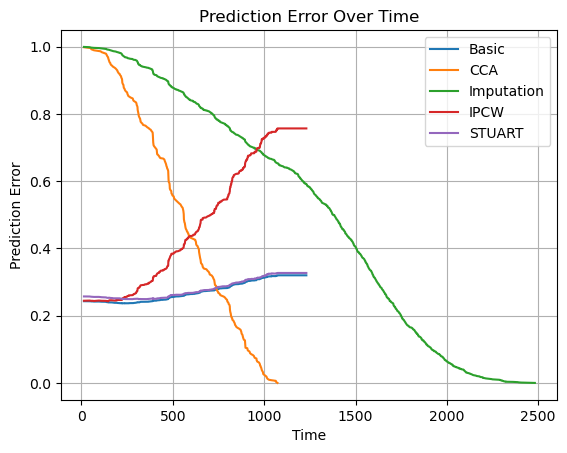 Prediction Error Over Time
Basic
CCA
Imputation
IPCW
STUART
Prediction Error
1.0
0.8
0.6
0.4
0.2
0.0
0 500 1000 1500 2000 2500
Time